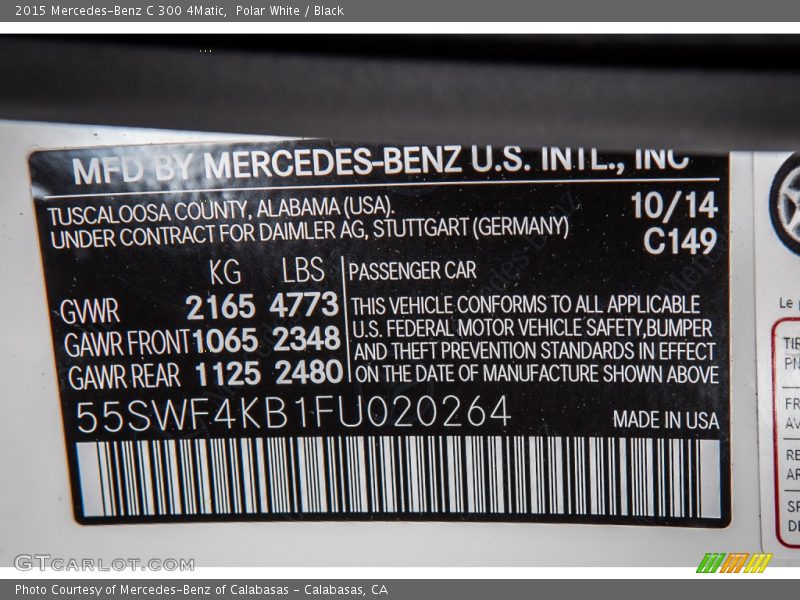 2015 Mercedes-Benz C 300 4Matic, Polar White / Black
MFD BY MERCEDES-BENZ U.S. INTL., INC
TUSCALOOSA COUNTY, ALABAMA (USA). 10/14
UNDER CONTRACT FOR DAIMLER AG, STUTTGART (GERMANY) C149
KG LBS PASSENGER CAR
GWR 2165 4773 THIS VEHICLE CONFORMS TO ALL APPLICABLE
GAWR FRONT 1065 2348 U.S. FEDERAL MOTOR VEHICLE SAFETY,BUMPER
GAWR REAR 1125 2480 AND THEFT PREVENTION STANDARDS IN EFFECT
ON THE DATE OF MANUFACTURE SHOWN ABOVE
55SWF4KB1FU020264 MADE IN USA
Le
GTCARLOT.COM
Photo Courtesy of Mercedes-Benz of Calabasas - Calabasas, CA